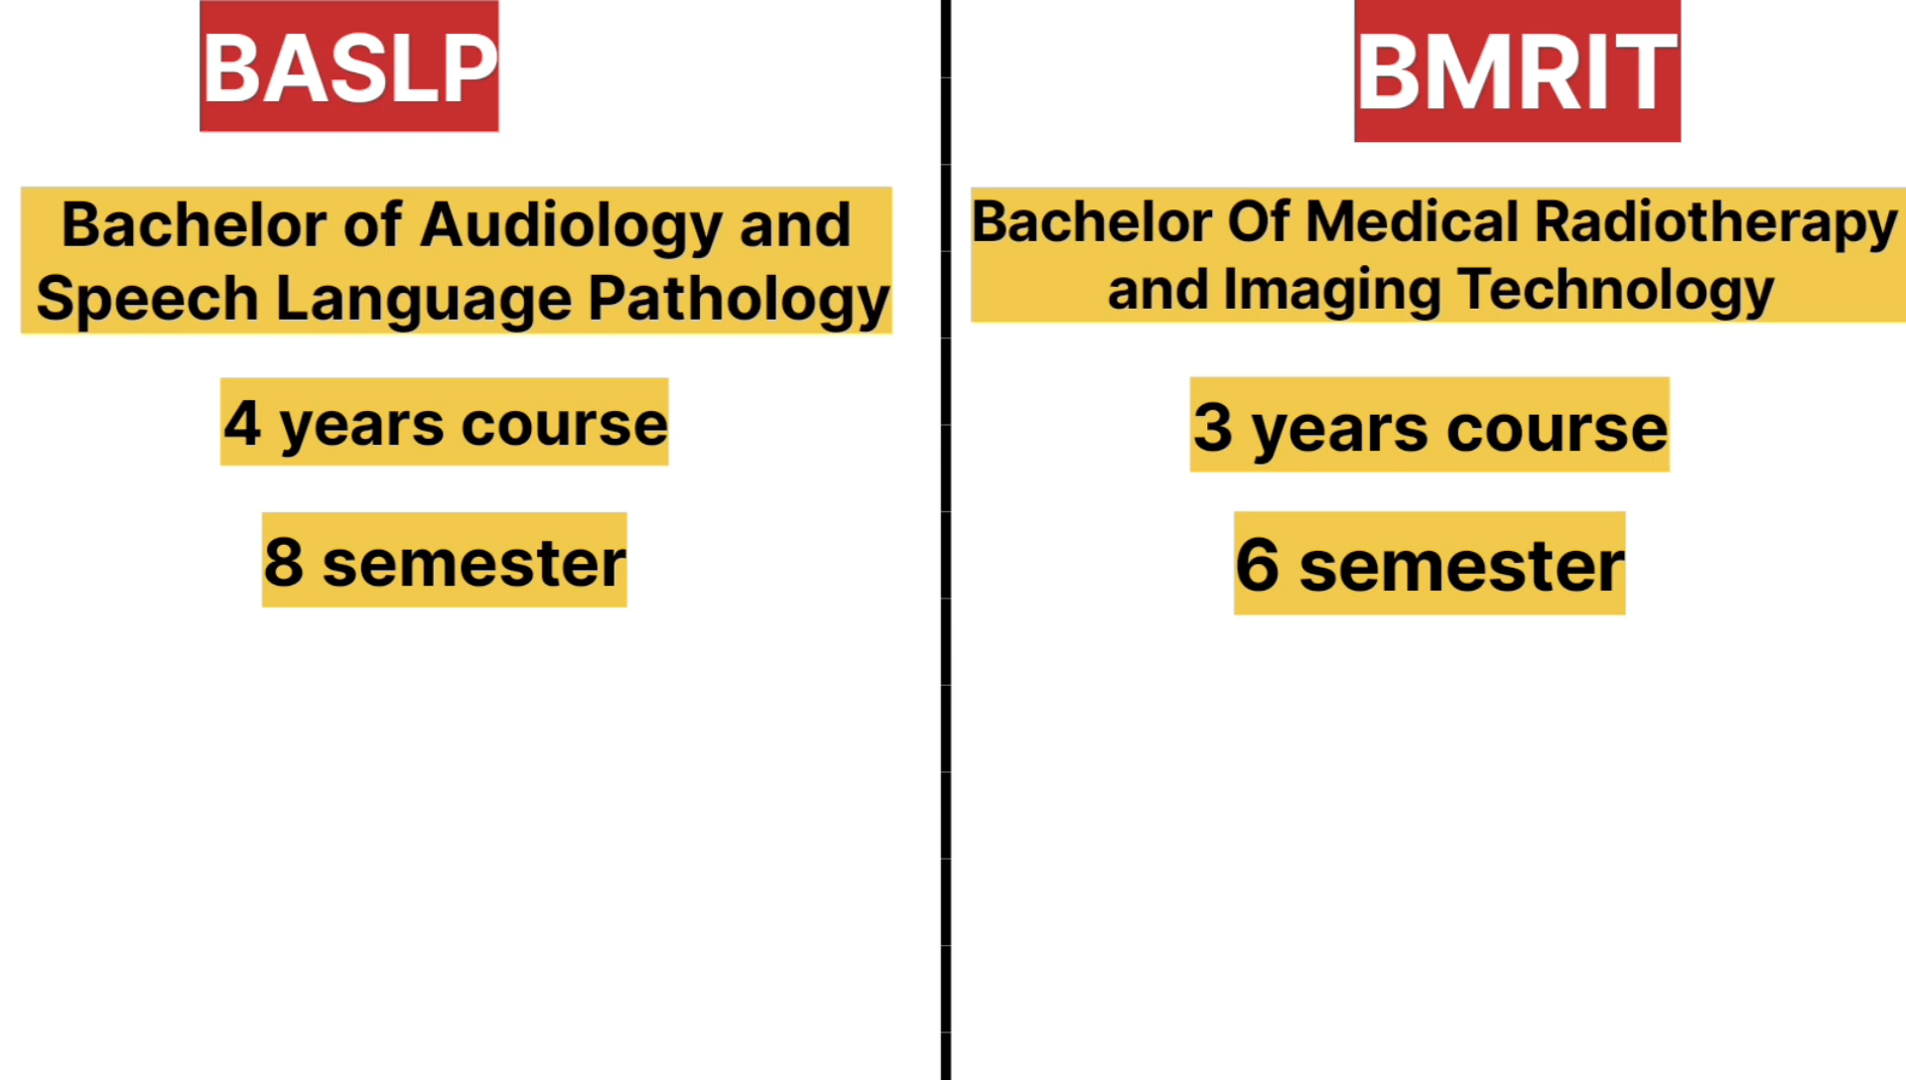 BASLP
Bachelor of Audiology and
Speech Language Pathology
4 years course
8 semester
BMRIT
Bachelor Of Medical Radiotherapy
and Imaging Technology
3 years course
6 semester